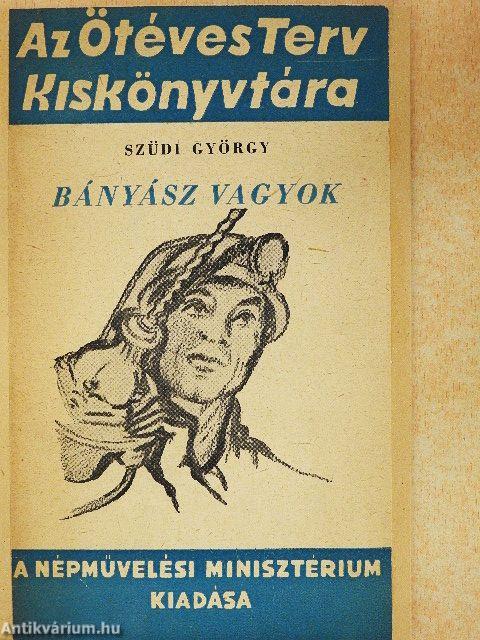 Az Ötéves Terv
Kiskönyvtára
SZÜDI GYÖRGY
BÁNYÁSZ VAGYOK
A NÉPMŰVELÉSI MINISZTÉRIUM
KIADÁSA
Antikvárium.hu